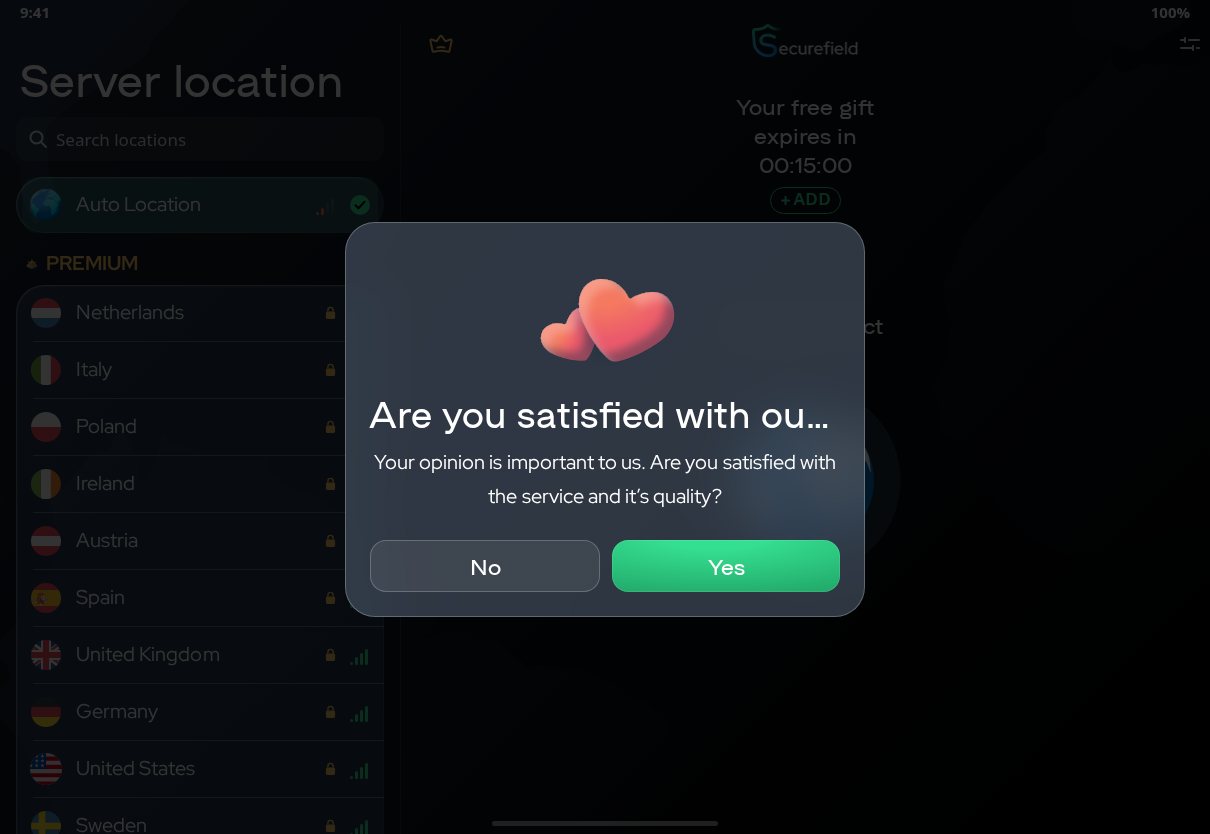 9:41
100%
Server location
Search locations
Auto Location
PREMIUM
Netherlands
Italy
Poland
Ireland
Austria
Spain
United Kingdom
Germany
United States
Sweden
Securefield
Your free gift
expires in
00:15:00
+ADD
ct
Are you satisfied with ou...
Your opinion is important to us. Are you satisfied with
the service and it’s quality?
No
Yes